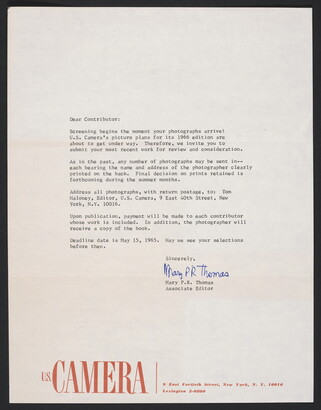 Dear Contributor:
Screening begins the moment your photographs arrive!
U.S. Camera's picture plans for its 1966 edition are
about to get under way. Therefore, we invite you to
submit your most recent work for review and consideration.
As in the past, any number of photographs may be sent in--
each bearing the name and address of the photographer clearly
printed on the back. Final decision on prints retained is
forthcoming during the summer months.
Address all photographs, with return postage, to: Tom
Maloney, Editor, U.S. Camera, 9 East 40th Street, New
York, N.Y. 10016.
Upon publication, payment will be made to each contributor
whose work is included. In addition, the photographer will
receive a copy of the book.
Deadline date is May 15, 1965. May we see your selections
before then.
Sincerely,
Mary P.R. Thomas
Mary P.R. Thomas
Associate Editor
U.S. CAMERA
9 East Fortieth Street, New York, N. Y. 10016
Lexington 2-0800